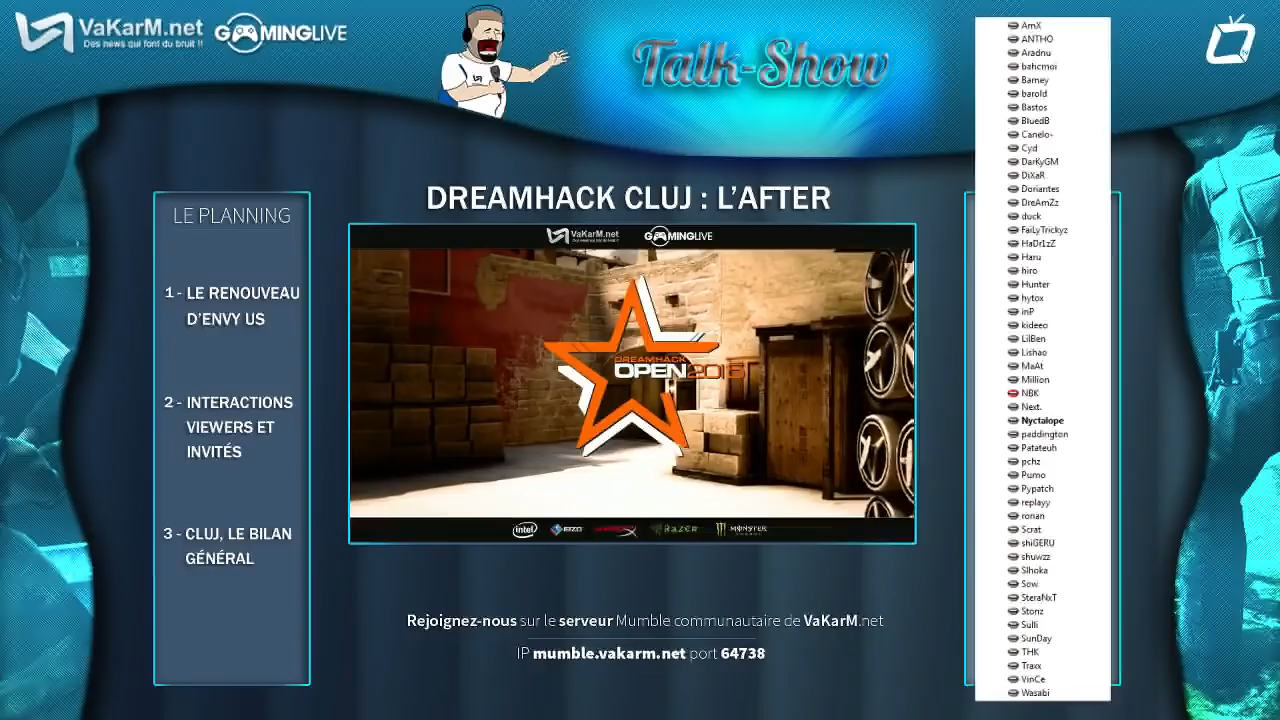 VaKarM.net
Des news qui font du bruit !!
GAMINGLIVE
Talk-Show
DREAMHACK CLUJ : L'AFTER
LE PLANNING
1 - LE RENOUVEAU
D'ENVY US
2 - INTERACTIONS
VIEWERS ET
INVITÉS
3 - CLUJ, LE BILAN
GÉNÉRAL
VaKarM.net
GAMINGLIVE
DREAMHACK
OPEN 2015
intel
RAZER
MONSTER
Rejoignez-nous sur le serveur Mumble communautaire de VaKarM.net
IP mumble.vakarm.net port 64738
AmX
ANTHO
Aradnu
bahcmoi
Barney
barold
Bastos
BluedB
Canelo-
Cyd
DarKyGM
DiXaR
Doriantes
DreAmZz
duck
FaiLyTrickyz
HaDr1zZ
Haru
hiro
Hunter
hytox
inP
kideeo
LilBen
Lishao
MaAt
Million
NBK
Next.
Nyctalope
paddington
Patateuh
pchz
Pumo
Pypatch
replayy
ronan
Scrat
shiGERU
shuwzz
Slhoka
Sow
SteraNxT
Stonz
Sulli
SunDay
THK
Traxx
VinCe
Wasabi